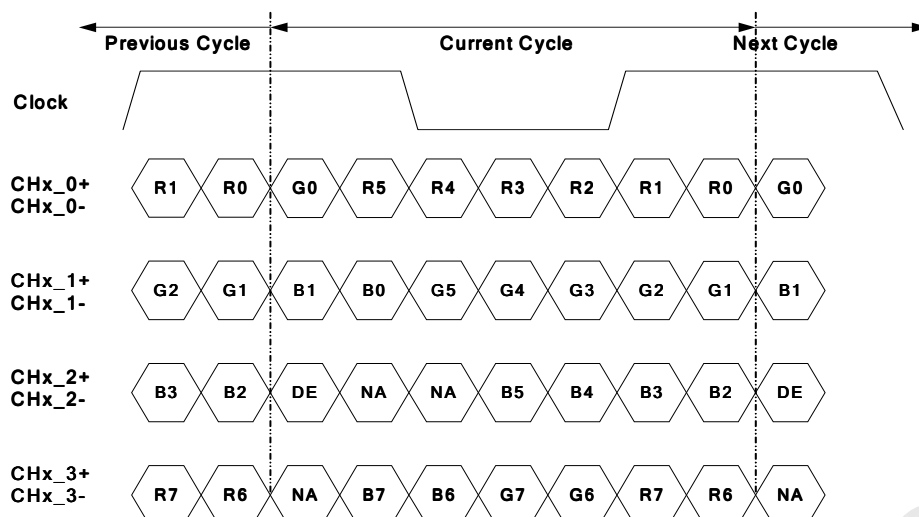 Previous Cycle Current Cycle Next Cycle
Clock
CHx_0+
CHx_0-
R1 R0 G0 R5 R4 R3 R2 R1 R0 G0
CHx_1+
CHx_1-
G2 G1 B1 B0 G5 G4 G3 G2 G1 B1
CHx_2+
CHx_2-
B3 B2 DE NA NA B5 B4 B3 B2 DE
CHx_3+
CHx_3-
R7 R6 NA B7 B6 G7 G6 R7 R6 NA